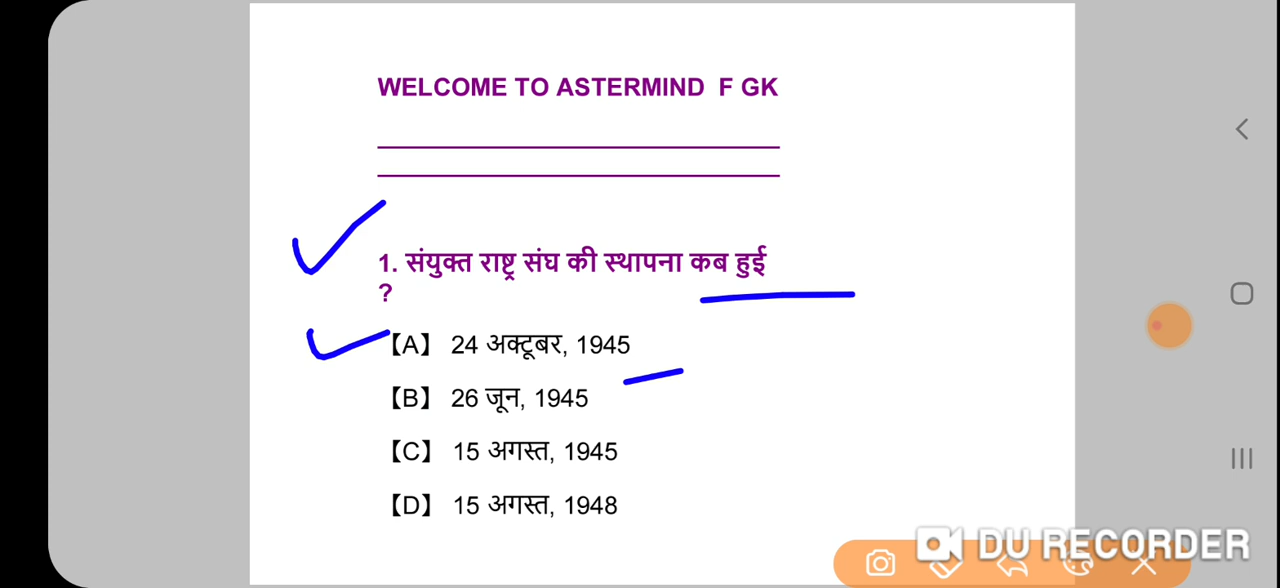 WELCOME TO ASTERMIND F GK
1. संयुक्त राष्ट्र संघ की स्थापना कब हुई
?
【A】 24 अक्टूबर, 1945
【B】 26 जून, 1945
【C】 15 अगस्त, 1945
【D】 15 अगस्त, 1948
DU RECORDER